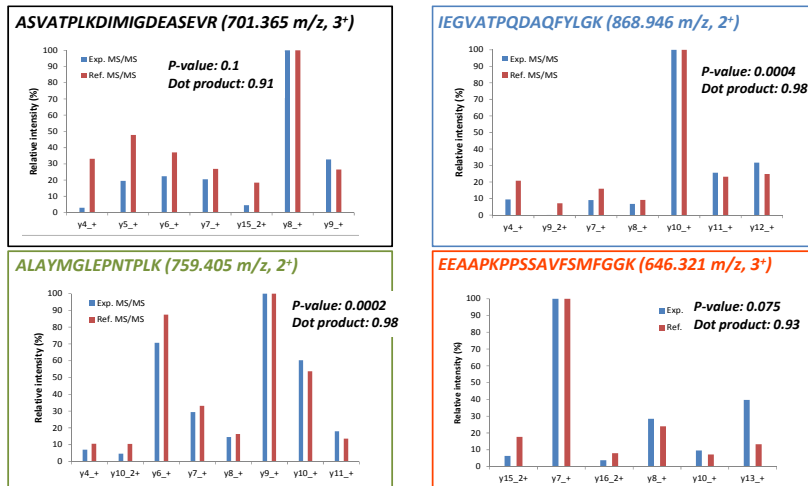 ASVATPLKDIMIGDEASEVR (701.365 m/z, 3+)
Relative intensity (%)
100
90
80
70
60
50
40
30
20
10
0
Exp. MS/MS
Ref. MS/MS
P-value: 0.1
Dot product: 0.91
y4_+ y5_+ y6_+ y7_+ y15_2+ y8_+ y9_+
IEGVATPQDAQFYLGK (868.946 m/z, 2+)
Relative intensity (%)
100
90
80
70
60
50
40
30
20
10
0
Exp. MS/MS
Ref. MS/MS
P-value: 0.0004
Dot product: 0.98
y4_+ y9_2+ y7_+ y8_+ y10_+ y11_+ y12_+
ALAYMGLEPNTPLK (759.405 m/z, 2+)
Relative intensity (%)
100
90
80
70
60
50
40
30
20
10
0
Exp. MS/MS
Ref. MS/MS
P-value: 0.0002
Dot product: 0.98
y4_+ y10_2+ y6_+ y7_+ y8_+ y9_+ y10_+ y11_+
EEAAPKPPSSAVFSMFGGK (646.321 m/z, 3+)
Relative intensity (%)
100
90
80
70
60
50
40
30
20
10
0
Exp.
Ref.
P-value: 0.075
Dot product: 0.93
y15_2+ y7_+ y16_2+ y8_+ y10_+ y13_+